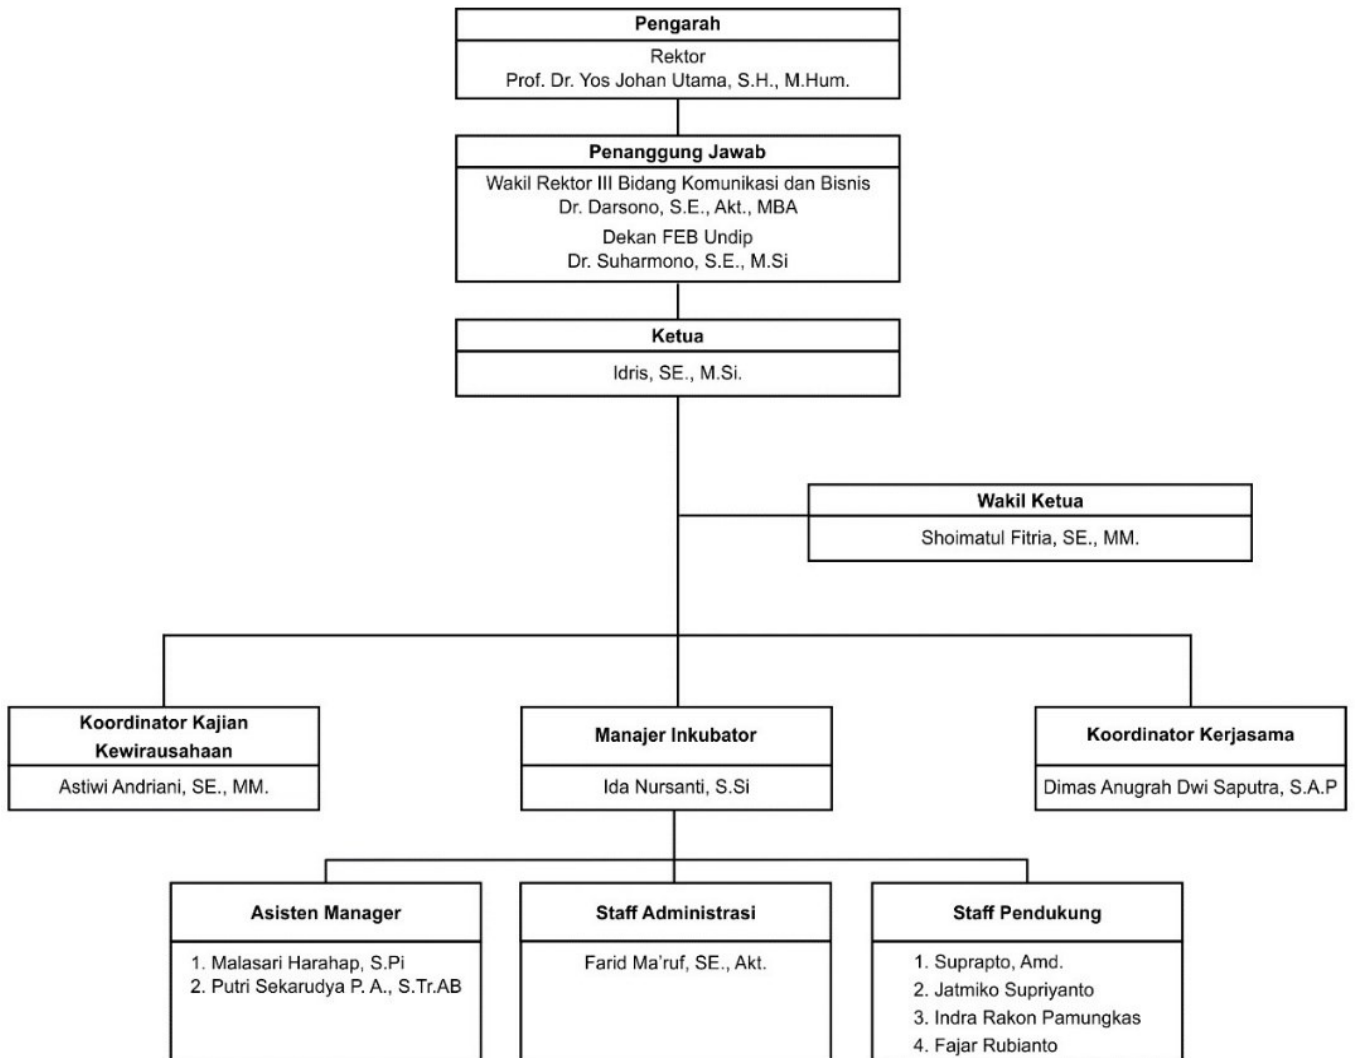 Pengarah
Rektor
Prof. Dr. Yos Johan Utama, S.H., M.Hum.
Penanggung Jawab
Wakil Rektor III Bidang Komunikasi dan Bisnis
Dr. Darsono, S.E., Akt., MBA
Dekan FEB Undip
Dr. Suharmono, S.E., M.Si
Ketua
Idris, SE., M.Si.
Wakil Ketua
Shoimatul Fitria, SE., MM.
Koordinator Kajian
Kewirausahaan
Astiwi Andriani, SE., MM.
Manajer Inkubator
Ida Nursanti, S.Si
Koordinator Kerjasama
Dimas Anugrah Dwi Saputra, S.A.P
Asisten Manager
1. Malasari Harahap, S.Pi
2. Putri Sekarudya P. A., S.Tr.AB
Staff Administrasi
Farid Ma'ruf, SE., Akt.
Staff Pendukung
1. Suprapto, Amd.
2. Jatmiko Supriyanto
3. Indra Rakon Pamungkas
4. Fajar Rubianto